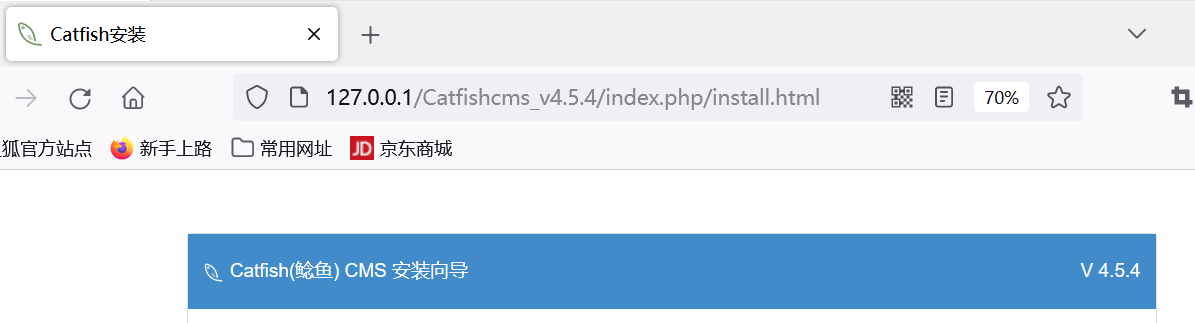 Catfish安装
127.0.0.1/Catfishcms_v4.5.4/index.php/install.html
70%
狐官方站点 新手上路 常用网址 JD 京东商城
Catfish(鲶鱼) CMS 安装向导 V 4.5.4